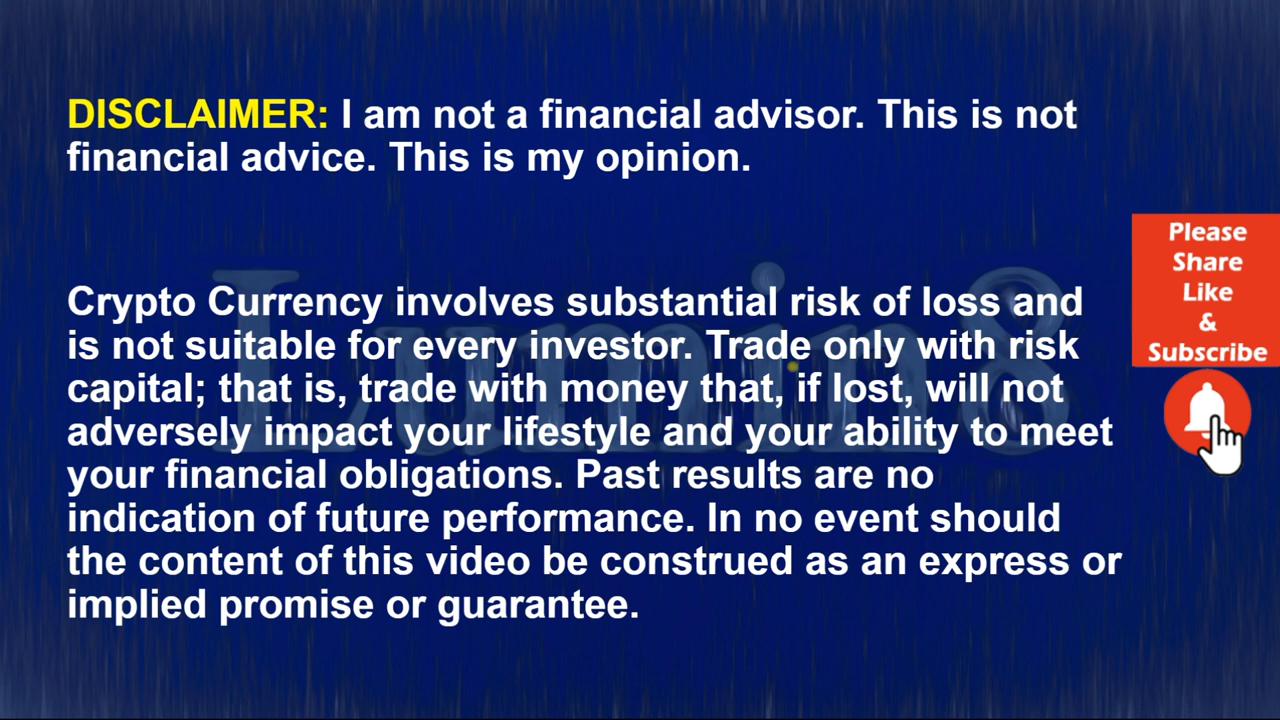 DISCLAIMER: I am not a financial advisor. This is not
financial advice. This is my opinion.
Crypto Currency involves substantial risk of loss and
is not suitable for every investor. Trade only with risk
capital; that is, trade with money that, if lost, will not
adversely impact your lifestyle and your ability to meet
your financial obligations. Past results are no
indication of future performance. In no event should
the content of this video be construed as an express or
implied promise or guarantee.
Lumin8
Please
Share
Like
&
Subscribe